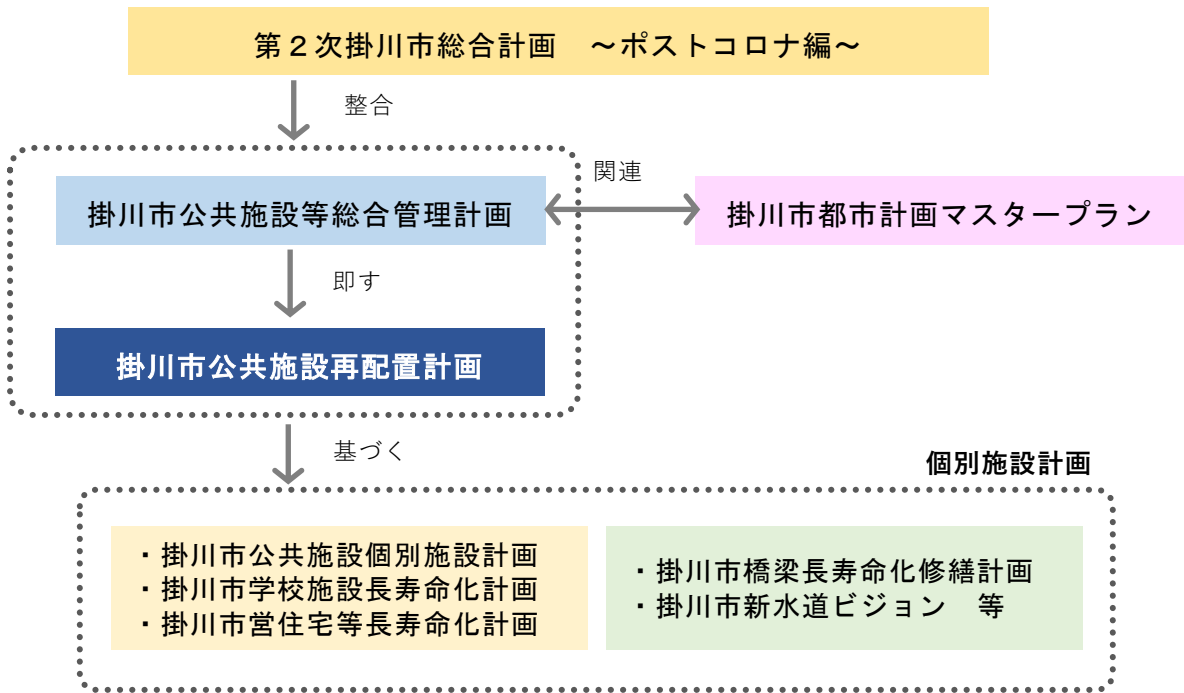 第２次掛川市総合計画　～ポストコロナ編～
整合
関連
掛川市公共施設等総合管理計画
掛川市都市計画マスタープラン
即す
掛川市公共施設再配置計画
基づく
個別施設計画
・掛川市公共施設個別施設計画
・掛川市学校施設長寿命化計画
・掛川市営住宅等長寿命化計画
・掛川市橋梁長寿命化修繕計画
・掛川市新水道ビジョン　等